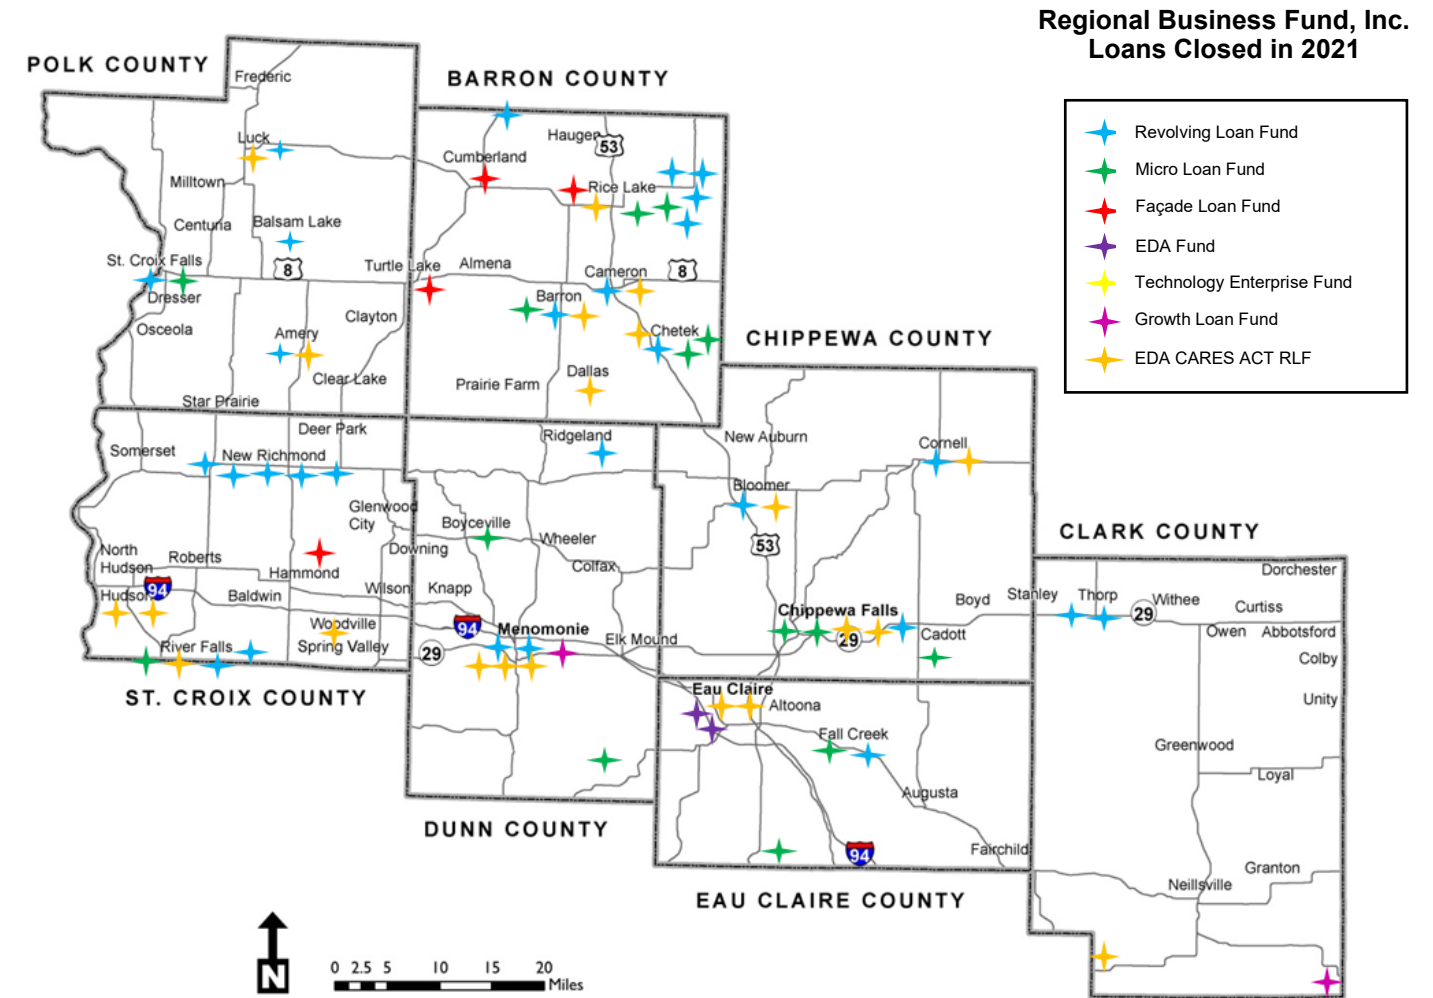 Regional Business Fund, Inc.
Loans Closed in 2021
Revolving Loan Fund
Micro Loan Fund
Façade Loan Fund
EDA Fund
Technology Enterprise Fund
Growth Loan Fund
EDA CARES ACT RLF
POLK COUNTY
BARRON COUNTY
Frederic
Luck
Haugen
53
Cumberland
Milltown
Rice Lake
Centuria
Balsam Lake
St. Croix Falls
8
Turtle Lake
Almena
Cameron
8
Dresser
Barron
Osceola
Clayton
Amery
Chetek
CHIPPEWA COUNTY
Clear Lake
Prairie Farm
Dallas
Star Prairie
Deer Park
Ridgeland
New Auburn
Cornell
Somerset
New Richmond
Bloomer
Glenwood
City
Boyceville
Wheeler
53
CLARK COUNTY
North
Hudson
Roberts
Downing
Colfax
Dorchester
Hammond
94
Hudson
Baldwin
Wilson
Knapp
Boyd
Stanley
Thorp
29
Withee
Curtiss
Chippewa Falls
Woodville
94
Menomonie
Elk Mound
29
Cadott
Owen
Abbotsford
River Falls
Spring Valley
29
Colby
ST. CROIX COUNTY
Eau Claire
Altoona
Unity
Fall Creek
Greenwood
Loyal
Augusta
DUNN COUNTY
Fairchild
94
Granton
Neillsville
EAU CLAIRE COUNTY
N
0 2.5 5 10 15 20
Miles